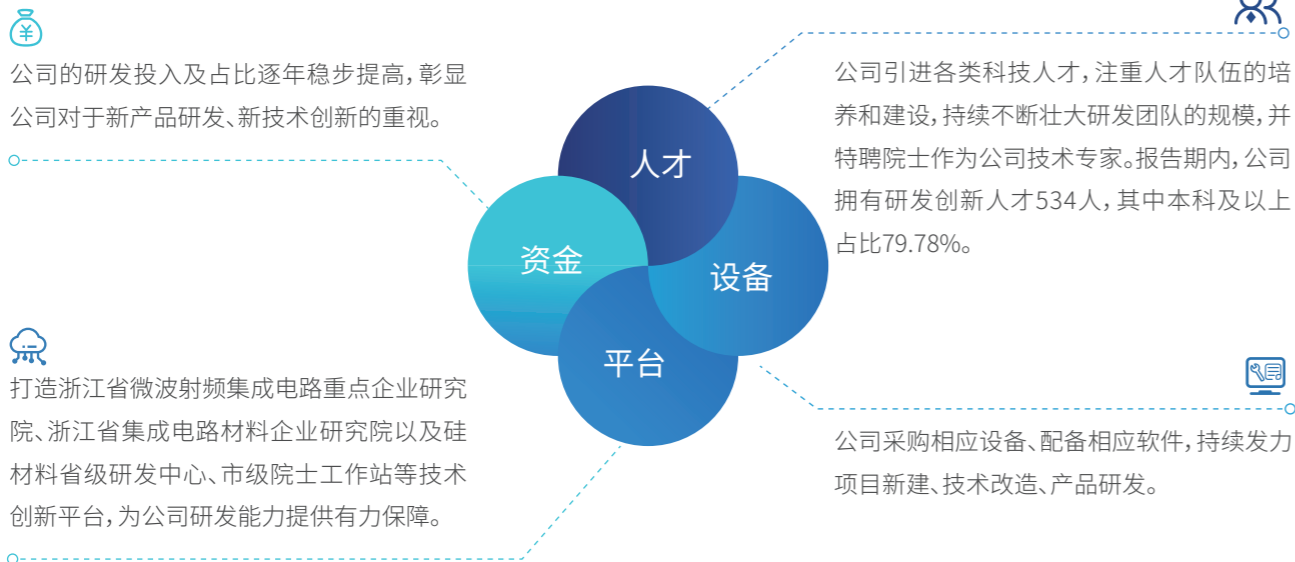 ¥
公司的研发投入及占比逐年稳步提高，彰显
公司对于新产品研发、新技术创新的重视。
公司引进各类科技人才，注重人才队伍的培
养和建设，持续不断壮大研发团队的规模，并
特聘院士作为公司技术专家。报告期内，公司
拥有研发创新人才534人，其中本科及以上
占比79.78%。
人才
资金
设备
平台
打造浙江省微波射频集成电路重点企业研究
院、浙江省集成电路材料企业研究院以及硅
材料省级研发中心、市级院士工作站等技术
创新平台，为公司研发能力提供有力保障。
公司采购相应设备、配备相应软件，持续发力
项目新建、技术改造、产品研发。